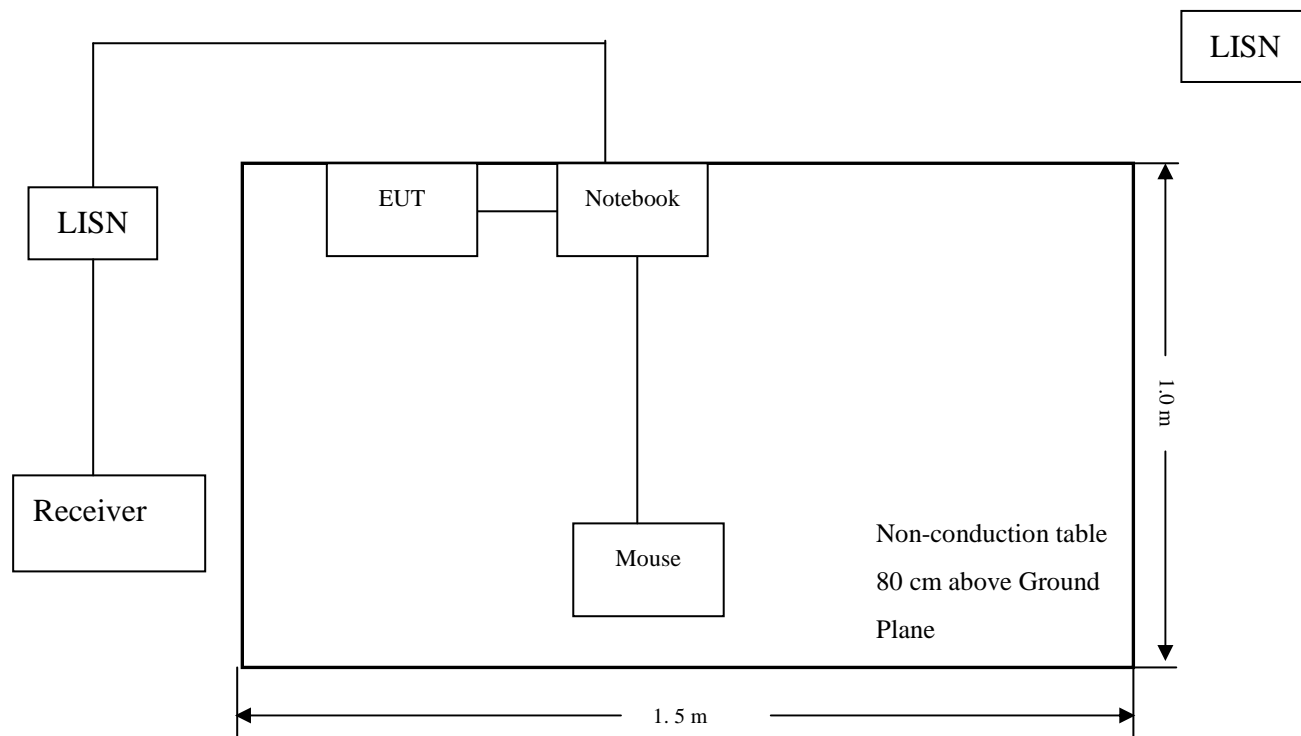 LISN
EUT
Notebook
LISN
1.0 m
Receiver
Mouse
Non-conduction table
80 cm above Ground
Plane
1. 5 m